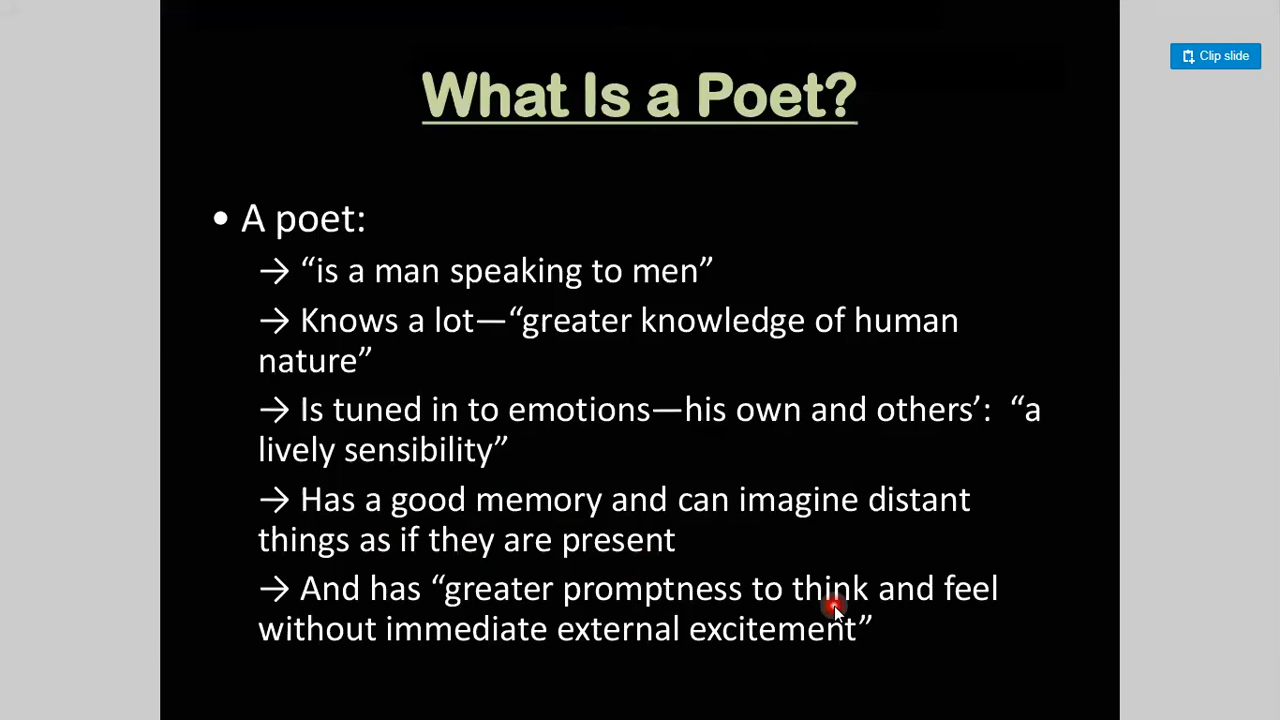 Clip slide
What Is a Poet?
• A poet:
→ “is a man speaking to men”
→ Knows a lot—“greater knowledge of human
nature”
→ Is tuned in to emotions—his own and others’:  “a
lively sensibility”
→ Has a good memory and can imagine distant
things as if they are present
→ And has “greater promptness to think and feel
without immediate external excitement”